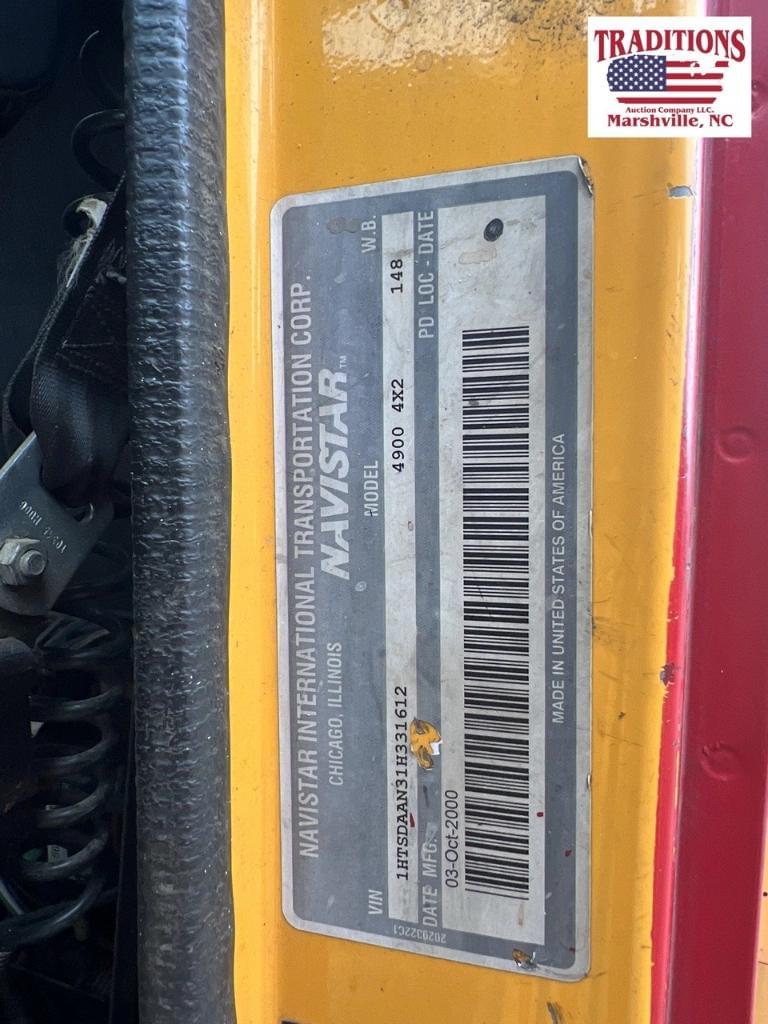 TRADITIONS
Auction Company LLC.
Marshville, NC
NAVISTAR INTERNATIONAL TRANSPORTATION CORP.
CHICAGO, ILLINOIS
NAVISTAR™
VIN MODEL W.B.
1HTSDAAN31H331612 4900 4X2 148
DATE MFG. PD LOC - DATE
03-Oct-2000
MADE IN UNITED STATES OF AMERICA
2029322C1